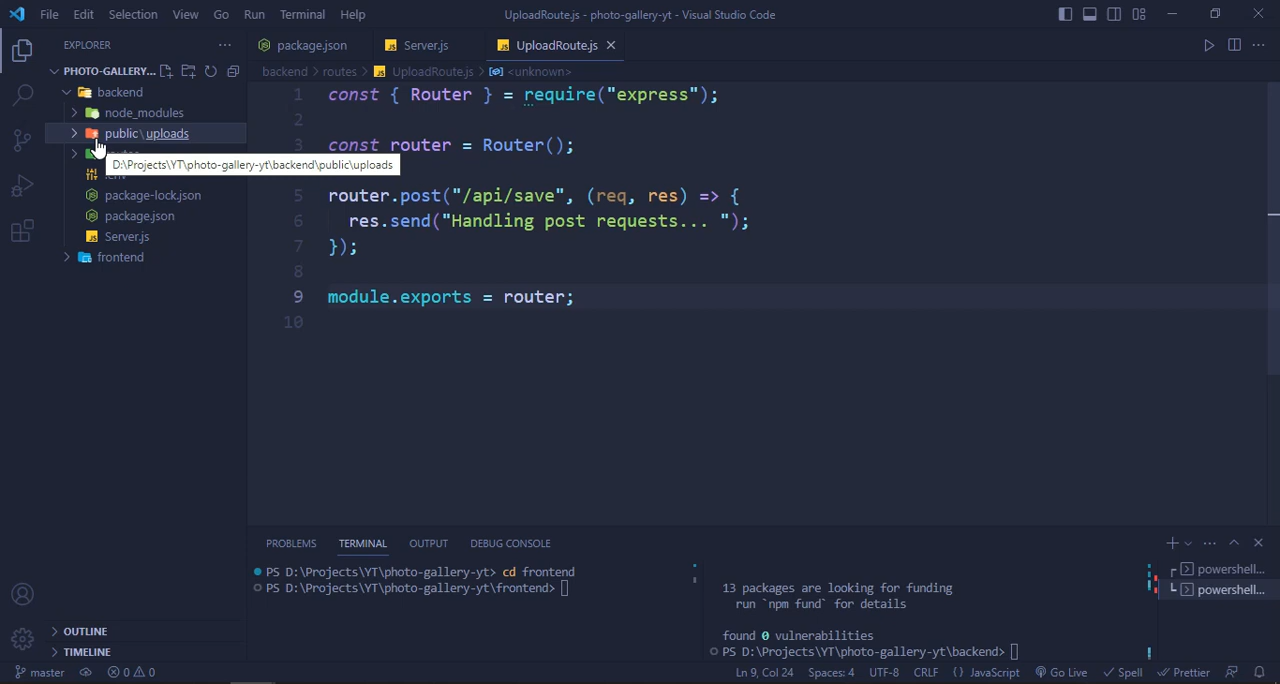 File Edit Selection View Go Run Terminal Help
UploadRoute.js - photo-gallery-yt - Visual Studio Code
EXPLORER
PHOTO-GALLERY...
backend
node_modules
public\uploads
D:\Projects\YT\photo-gallery-yt\backend\public\uploads
package-lock.json
package.json
Server.js
frontend
OUTLINE
TIMELINE
package.json
Server.js
UploadRoute.js
backend > routes > UploadRoute.js > <unknown>
1 const { Router } = require("express");
2
3 const router = Router();
5 router.post("/api/save", (req, res) => {
6 res.send("Handling post requests... ");
7 });
8
9 module.exports = router;
10
PROBLEMS TERMINAL OUTPUT DEBUG CONSOLE
PS D:\Projects\YT\photo-gallery-yt> cd frontend
PS D:\Projects\YT\photo-gallery-yt\frontend>
13 packages are looking for funding
run `npm fund` for details
found 0 vulnerabilities
PS D:\Projects\YT\photo-gallery-yt\backend>
powershell...
powershell...
master 0 0 Ln 9, Col 24 Spaces: 4 UTF-8 CRLF {} JavaScript Go Live Spell Prettier